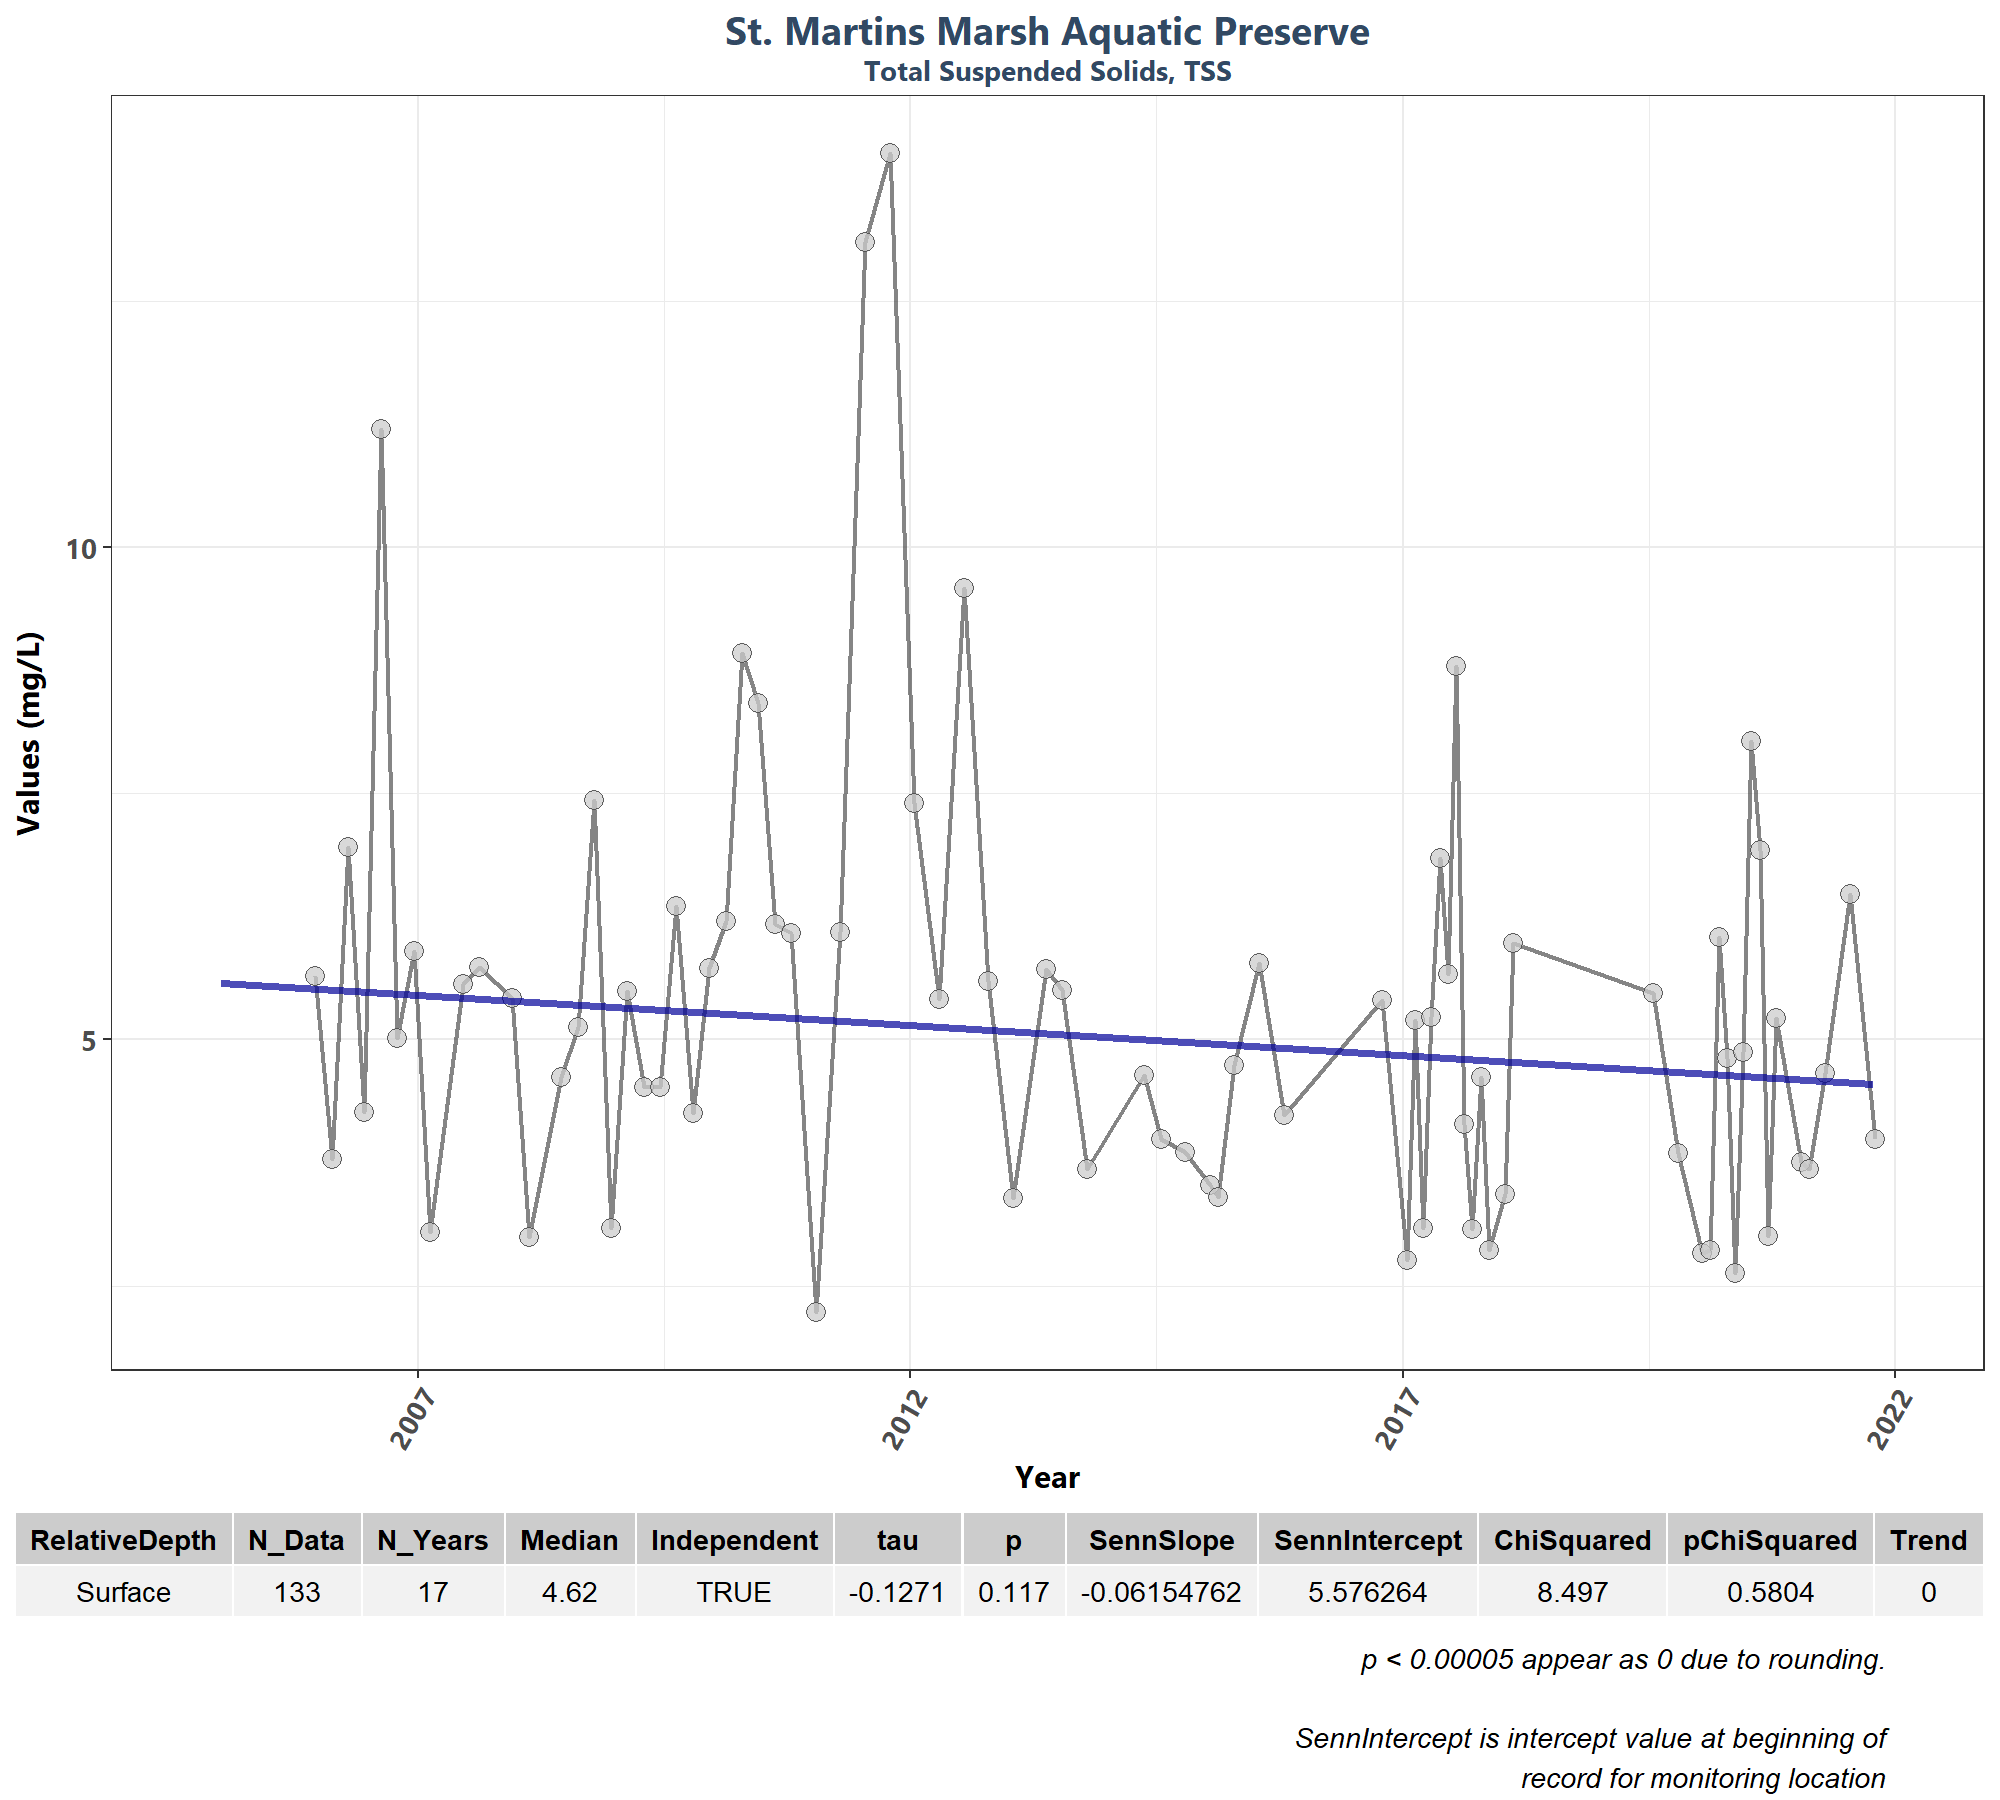 St. Martins Marsh Aquatic Preserve
Total Suspended Solids, TSS
Values (mg/L)
10
5
2007
2012
2017
2022
Year
RelativeDepth N_Data N_Years Median Independent tau p SennSlope SennIntercept ChiSquared pChiSquared Trend
Surface 133 17 4.62 TRUE -0.1271 0.117 -0.06154762 5.576264 8.497 0.5804 0
p < 0.00005 appear as 0 due to rounding.
SennIntercept is intercept value at beginning of
record for monitoring location